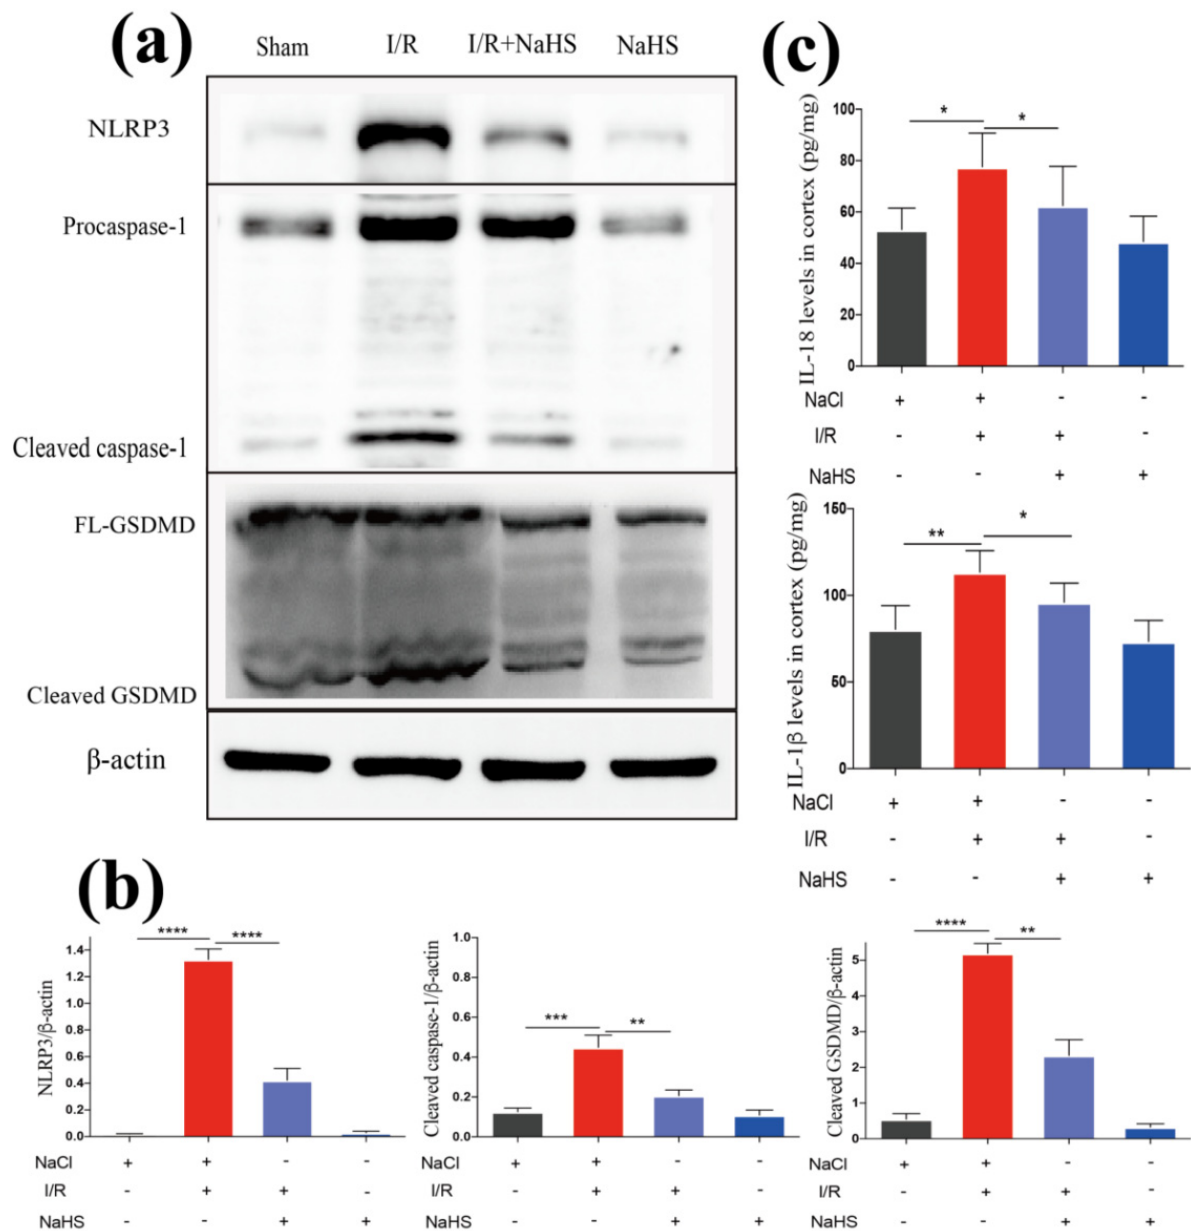 (a)
Sham I/R I/R+NaHS NaHS
NLRP3
Procaspase-1
Cleaved caspase-1
FL-GSDMD
Cleaved GSDMD
β-actin
(c)
IL-18 levels in cortex (pg/mg)
100
80
60
40
20
0
* *
NaCl + + - -
I/R - + + -
NaHS - - + +
IL-1β levels in cortex (pg/mg)
150
100
50
0
** *
NaCl + + - -
I/R - + + -
NaHS - - + +
(b)
NLRP3/β-actin
1.4
1.2
1.0
0.8
0.6
0.4
0.2
0.0
**** ****
NaCl + + - -
I/R - + + -
NaHS - - + +
Cleaved caspase-1/β-actin
1.0
0.8
0.6
0.4
0.2
0.0
*** **
NaCl + + - -
I/R - + + -
NaHS - - + +
Cleaved GSDMD/β-actin
5
4
3
2
1
0
**** **
NaCl + + - -
I/R - + + -
NaHS - - + +